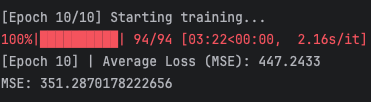 [Epoch 10/10] Starting training...
100%|██████████| 94/94 [03:22<00:00,  2.16s/it]
[Epoch 10] | Average Loss (MSE): 447.2433
MSE: 351.2870178222656